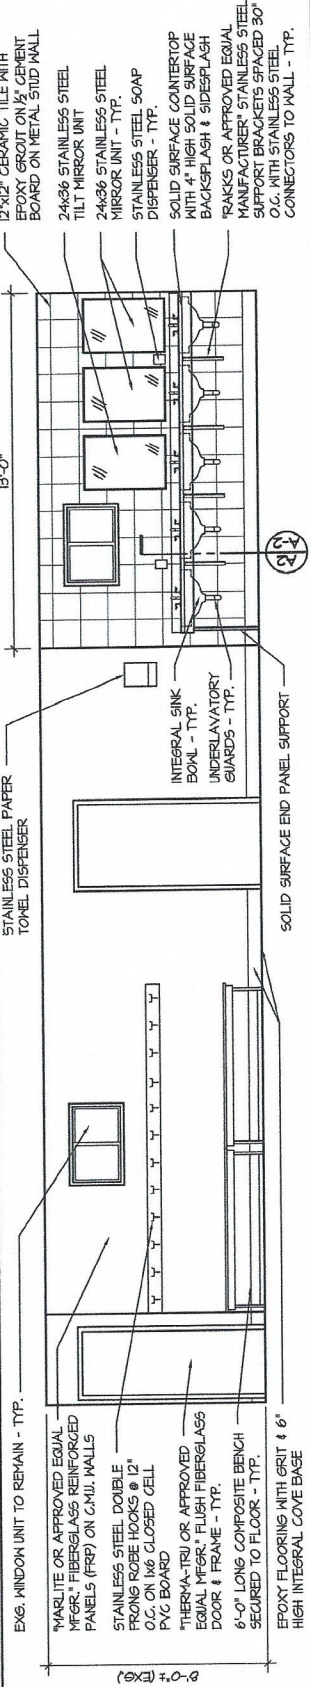 EXG. WINDOW UNIT TO REMAIN - TYP.
"MARLITE OR APPROVED EQUAL
MFGR." FIBERGLASS REINFORCED
PANELS (FRP) ON C.M.U. WALLS
STAINLESS STEEL DOUBLE
PRONG ROBE HOOKS @ 12"
O.C. ON 1x6 CLOSED CELL
PVC BOARD
"THERMA-TRU OR APPROVED
EQUAL MFGR." FLUSH FIBERGLASS
DOOR & FRAME - TYP.
6'-0" LONG COMPOSITE BENCH
SECURED TO FLOOR - TYP.
EPOXY FLOORING WITH GRIT & 6"
HIGH INTEGRAL COVE BASE
8'-0"± (EXG.)
STAINLESS STEEL PAPER
TOWEL DISPENSER
INTEGRAL SINK
BOWL - TYP.
UNDERLAVATORY
GUARDS - TYP.
SOLID SURFACE END PANEL SUPPORT
13'-0"
A2
A-2
12"x12" CERAMIC TILE WITH
EPOXY GROUT ON ½" CEMENT
BOARD ON METAL STUD WALL
24x36 STAINLESS STEEL
TILT MIRROR UNIT
24x36 STAINLESS STEEL
MIRROR UNIT - TYP.
STAINLESS STEEL SOAP
DISPENSER - TYP.
SOLID SURFACE COUNTERTOP
WITH 4" HIGH SOLID SURFACE
BACKSPLASH & SIDESPLASH
"RAKKS OR APPROVED EQUAL
MANUFACTURER" STAINLESS STEEL
SUPPORT BRACKETS SPACED 30"
O.C. WITH STAINLESS STEEL
CONNECTORS TO WALL - TYP.